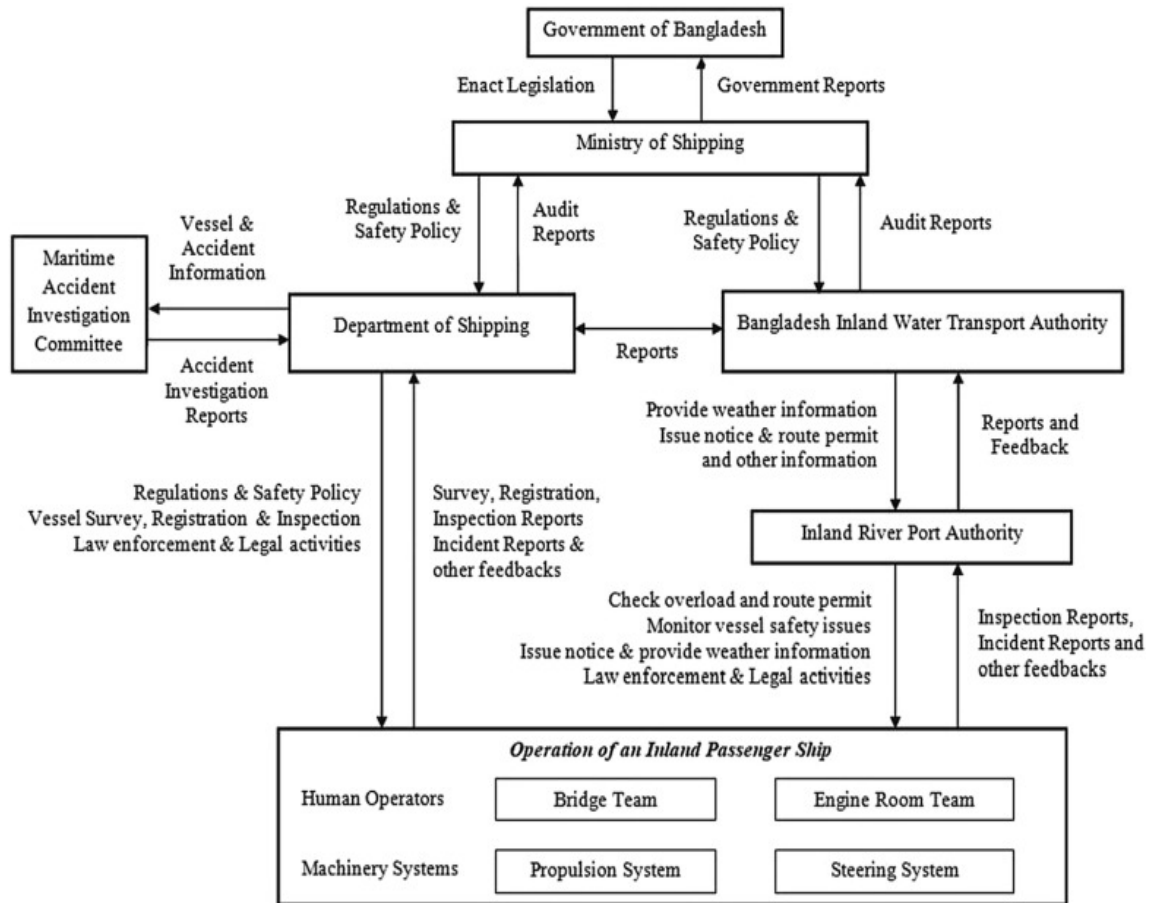 Government of Bangladesh
Enact Legislation
Government Reports
Ministry of Shipping
Regulations &
Safety Policy
Audit
Reports
Regulations &
Safety Policy
Audit Reports
Vessel &
Accident
Information
Maritime
Accident
Investigation
Committee
Department of Shipping
Bangladesh Inland Water Transport Authority
Reports
Accident
Investigation
Reports
Provide weather information
Issue notice & route permit
and other information
Reports and
Feedback
Regulations & Safety Policy
Vessel Survey, Registration & Inspection
Law enforcement & Legal activities
Survey, Registration,
Inspection Reports
Incident Reports &
other feedbacks
Inland River Port Authority
Check overload and route permit
Monitor vessel safety issues
Issue notice & provide weather information
Law enforcement & Legal activities
Inspection Reports,
Incident Reports and
other feedbacks
Operation of an Inland Passenger Ship
Human Operators
Bridge Team
Engine Room Team
Machinery Systems
Propulsion System
Steering System